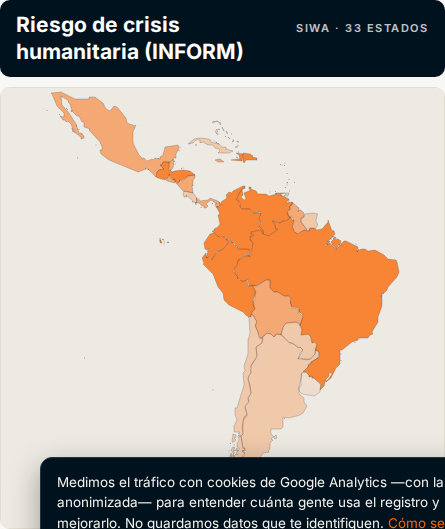 Riesgo de crisis
humanitaria (INFORM)
SIWA · 33 ESTADOS
Medimos el tráfico con cookies de Google Analytics —con la
anonimizada— para entender cuánta gente usa el registro y
mejorarlo. No guardamos datos que te identifiquen. Cómo se